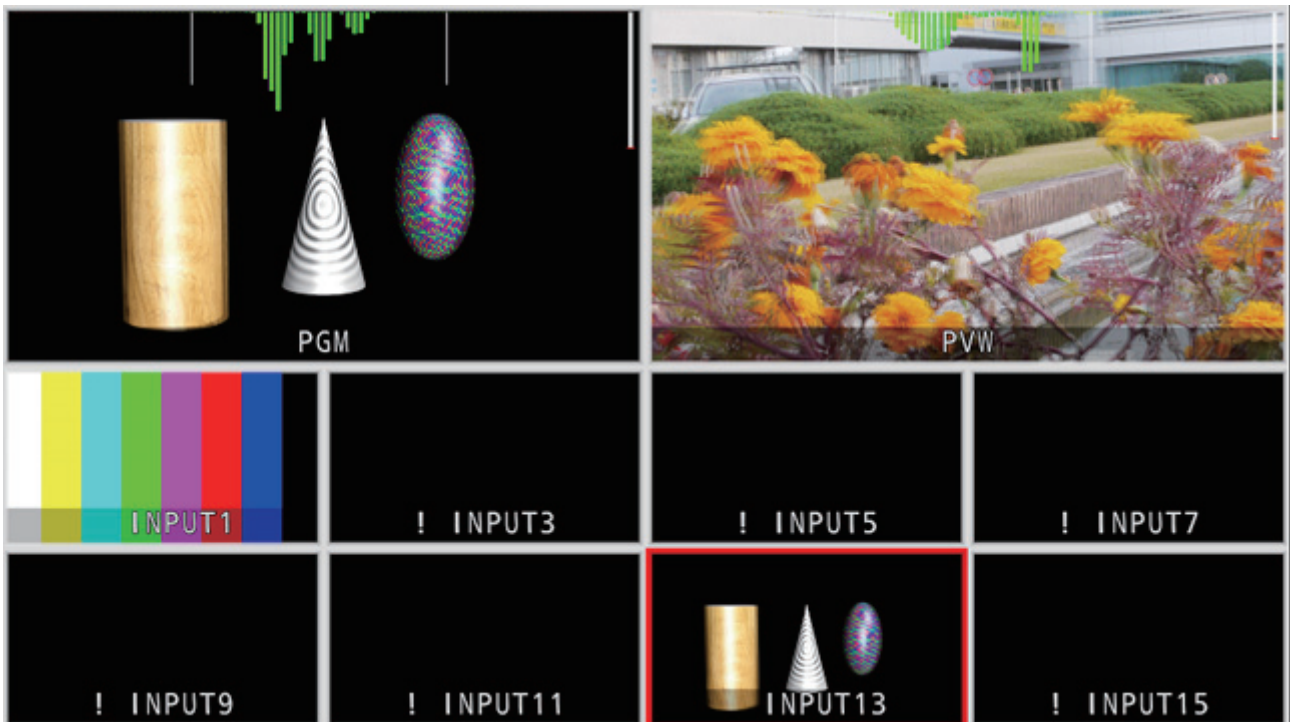 PGM
PVW
INPUT1
! INPUT3
! INPUT5
! INPUT7
! INPUT9
! INPUT11
INPUT13
! INPUT15